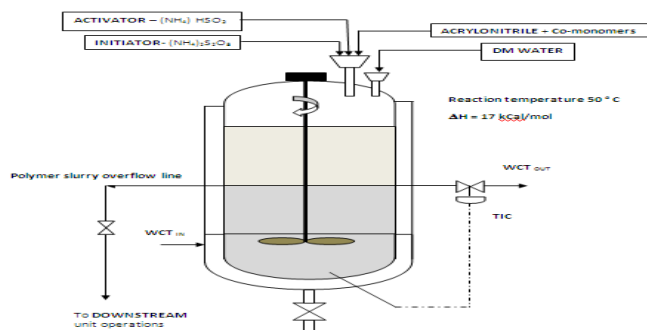 ACTIVATOR – (NH₄) HSO₃
INITIATOR- (NH₄)₂S₂O₈
ACRYLONITRILE + Co-monomers
DM WATER
Reaction temperature 50 ° C
ΔH = 17 kCal/mol
Polymer slurry overflow line
WCT OUT
TIC
WCT IN
To DOWNSTREAM
unit operations